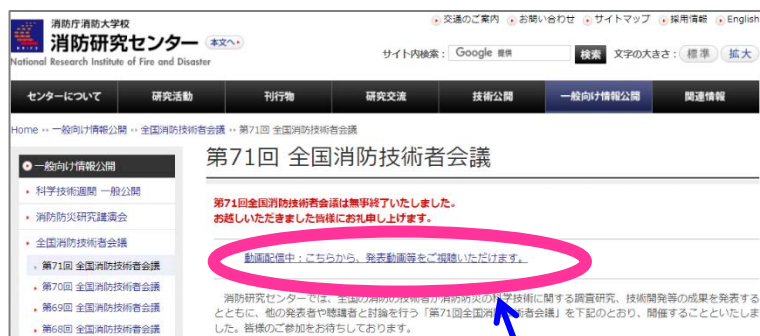 交通のご案内 お問い合わせ サイトマップ 採用情報 English
消防庁消防大学校
消防研究センター 本文へ
National Research Institute of Fire and Disaster
サイト内検索: Google 提供 検索 文字の大きさ: 標準 拡大
センターについて 研究活動 刊行物 研究交流 技術公開 一般向け情報公開 関連情報
Home 一般向け情報公開 全国消防技術者会議 第71回 全国消防技術者会議
第71回 全国消防技術者会議
一般向け情報公開
科学技術週間 一般公開
消防防災研究講演会
全国消防技術者会議
第71回 全国消防技術者会議
第70回 全国消防技術者会議
第69回 全国消防技術者会議
第68回 全国消防技術者会議
第71回全国消防技術者会議は無事終了いたしました。
お越しいただきました皆様にお礼申し上げます。
動画配信中:こちらから、発表動画等をご視聴いただけます。
消防研究センターでは、全国の消防の技術者が消防防災の科学技術に関する調査研究、技術開発等の成果を発表する
とともに、他の発表者や聴講者と討論を行う「第71回全国消防技術者会議」を下記のとおり、開催することといたしま
した。皆様のご参加をお待ちしております。